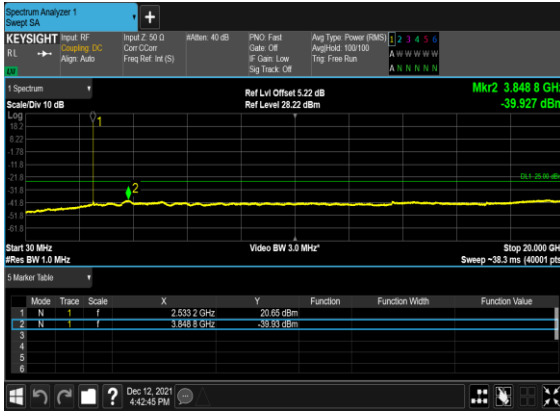 Spectrum Analyzer 1
Swept SA
+
KEYSIGHT Input: RF Input Z: 50 Ω #Atten: 40 dB PNO: Fast Avg Type: Power (RMS) 1 2 3 4 5 6
RL Coupling: DC Corr CCorr Gate: Off Avg|Hold: 100/100 A W W W W W
Align: Auto Freq Ref: Int (S) IF Gain: Low Trig: Free Run
Sig Track: Off A N N N N N
1 Spectrum Ref Lvl Offset 5.22 dB Mkr2 3.848 8 GHz
Scale/Div 10 dB Ref Level 28.22 dBm -39.927 dBm
Log
18.2
8.22
-1.78
-11.8
-21.8
-31.8
-41.8
-51.8
-61.8
1
2
DL1 -25.00 dBm
Start 30 MHz Video BW 3.0 MHz* Stop 20.000 GHz
#Res BW 1.0 MHz Sweep ~38.3 ms (40001 pts)
5 Marker Table
Mode Trace Scale X Y Function Function Width Function Value
1 N 1 f 2.533 2 GHz 20.65 dBm
2 N 1 f 3.848 8 GHz -39.93 dBm
3
4
5
6
? Dec 12, 2021
4:42:45 PM